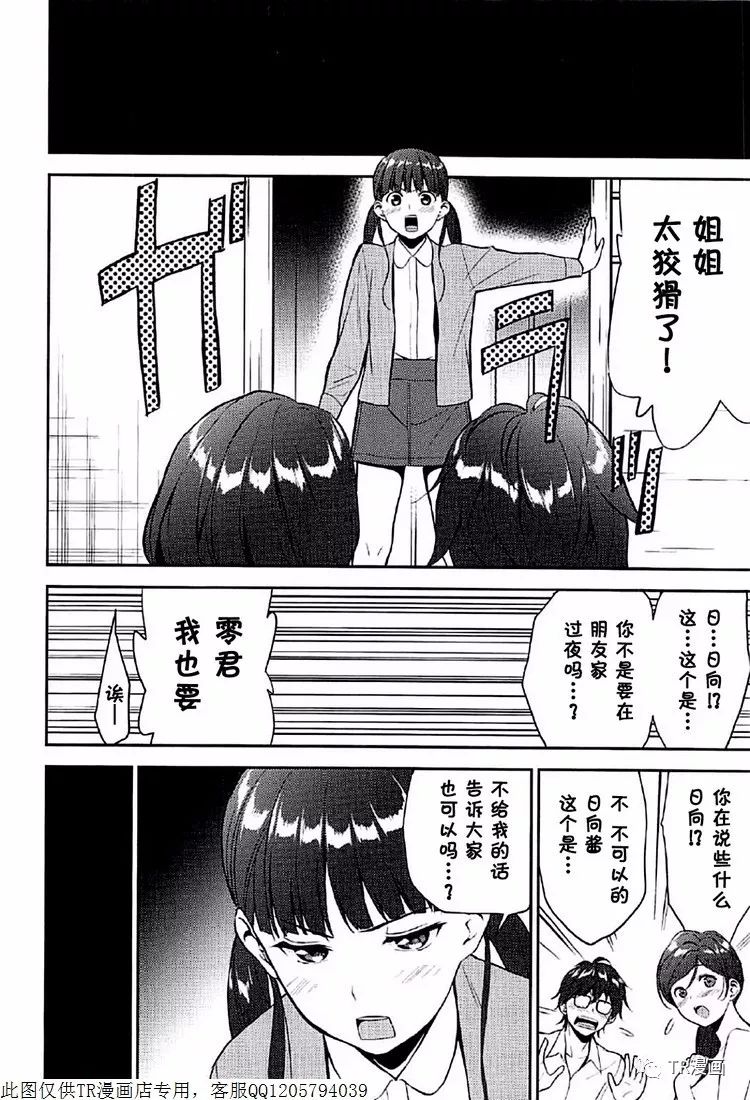 ガラ
姐姐
太狡猾了！
日…日向!?
这…这个是…
你不是要在
朋友家
过夜吗…？
零君
我也要
诶—
你在说些什么
日向!?
不 不可以的
日向酱
这个是…
不给我的话
告诉大家
也可以吗…？
TR漫画
此图仅供TR漫画店专用，客服QQ1205794039